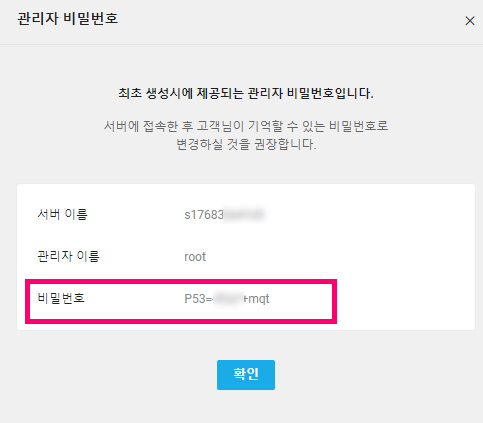 관리자 비밀번호
최초 생성시에 제공되는 관리자 비밀번호입니다.
서버에 접속한 후 고객님이 기억할 수 있는 비밀번호로
변경하실 것을 권장합니다.
서버 이름 s17683
관리자 이름 root
비밀번호 P53= +mqt
확인